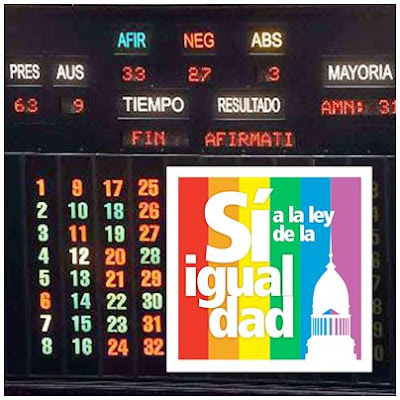 AFIR NEG ABS
33 27 3
PRES AUS MAYORIA
63 9 TIEMPO RESULTADO AMN: 31
FIN AFIRMATI
1 9 17 25
2 10 18 26
3 11 19 27
4 12 20 28
5 13 21 29
6 14 22 30
7 15 23 31
8 16 24 32
Sí a la ley
de la
igual
dad